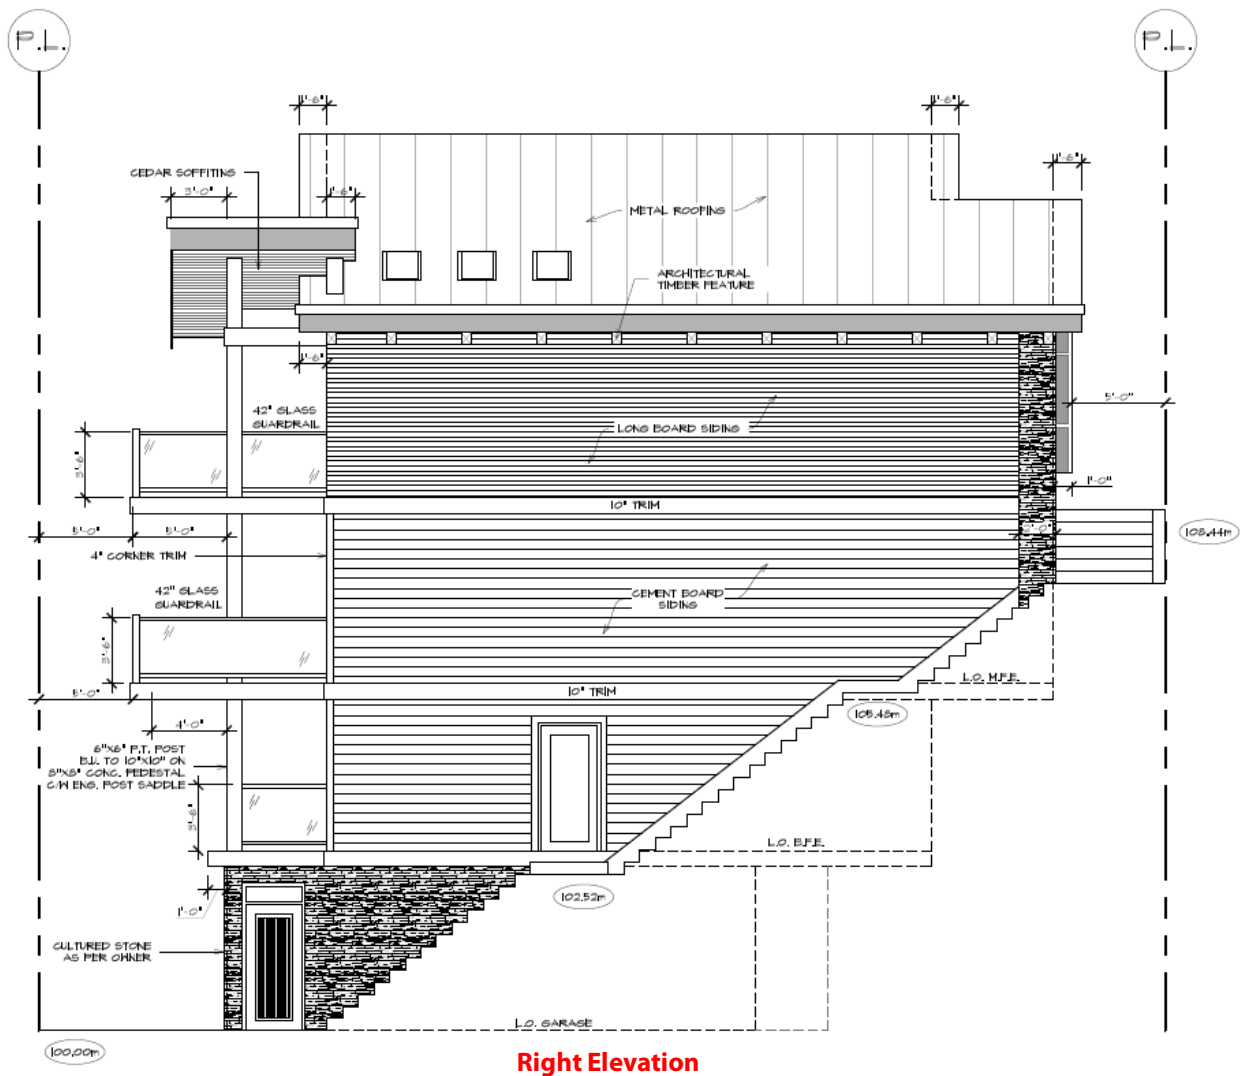 P.L.
P.L.
1'-6"
1'-6"
1'-6"
CEDAR SOFFITING
3'-0"
1'-6"
METAL ROOFING
ARCHITECTURAL
TIMBER FEATURE
1'-6"
5'-0"
42" GLASS
GUARDRAIL
LONG BOARD SIDING
3'-6"
1'-0"
10" TRIM
5'-0"
5'-0"
108.44m
4" CORNER TRIM
42" GLASS
GUARDRAIL
CEMENT BOARD
SIDING
3'-6"
L.O. M.F.E.
5'-0"
10" TRIM
105.48m
4'-0"
6"X6" P.T. POST
B.U. TO 10"X10" ON
8"X8" CONC. PEDESTAL
C/W ENG. POST SADDLE
3'-6"
L.O. B.F.E.
102.52m
1'-0"
CULTURED STONE
AS PER OWNER
L.O. GARAGE
100.00m
Right Elevation